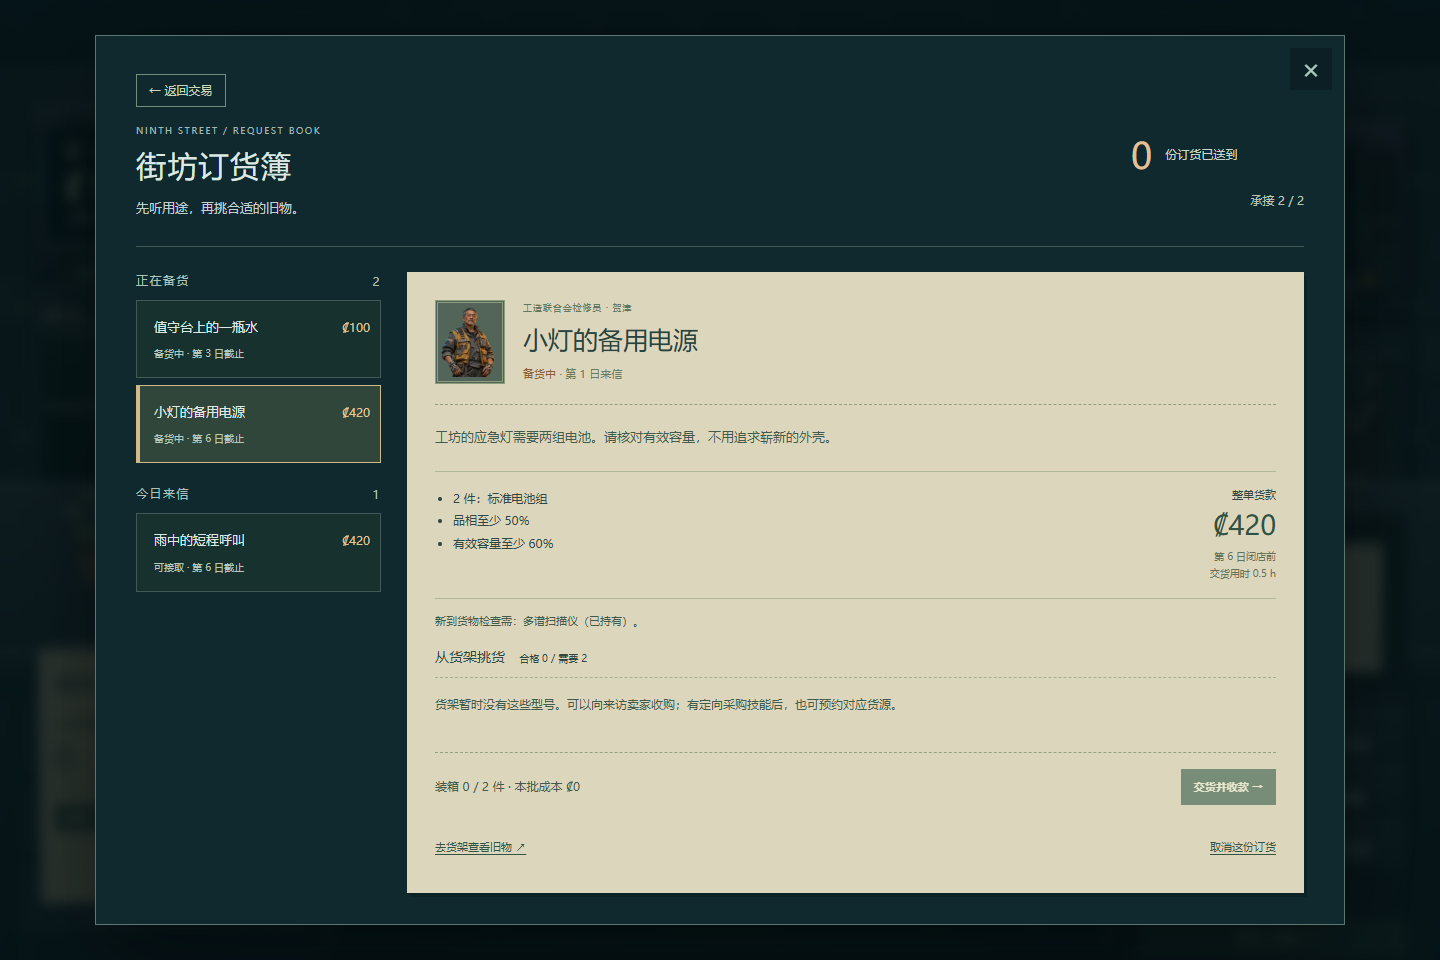 ← 返回交易
×
NINTH STREET / REQUEST BOOK
街坊订货簿
先听用途，再挑合适的旧物。
0 份订货已送到
承接 2 / 2
正在备货 2
值守台上的一瓶水 ₡100
备货中 · 第 3 日截止
小灯的备用电源 ₡420
备货中 · 第 6 日截止
今日来信 1
雨中的短程呼叫 ₡420
可接取 · 第 6 日截止
工造联合会检修员 · 贺津
小灯的备用电源
备货中 · 第 1 日来信
工坊的应急灯需要两组电池。请核对有效容量，不用追求崭新的外壳。
• 2 件：标准电池组
• 品相至少 50%
• 有效容量至少 60%
整单货款
₡420
第 6 日闭店前
交货用时 0.5 h
新到货物检查需：多谱扫描仪（已持有）。
从货架挑货 合格 0 / 需要 2
货架暂时没有这些型号。可以向来访卖家收购；有定向采购技能后，也可预约对应货源。
装箱 0 / 2 件 · 本批成本 ₡0
交货并收款 →
去货架查看旧物 ↗
取消这份订货